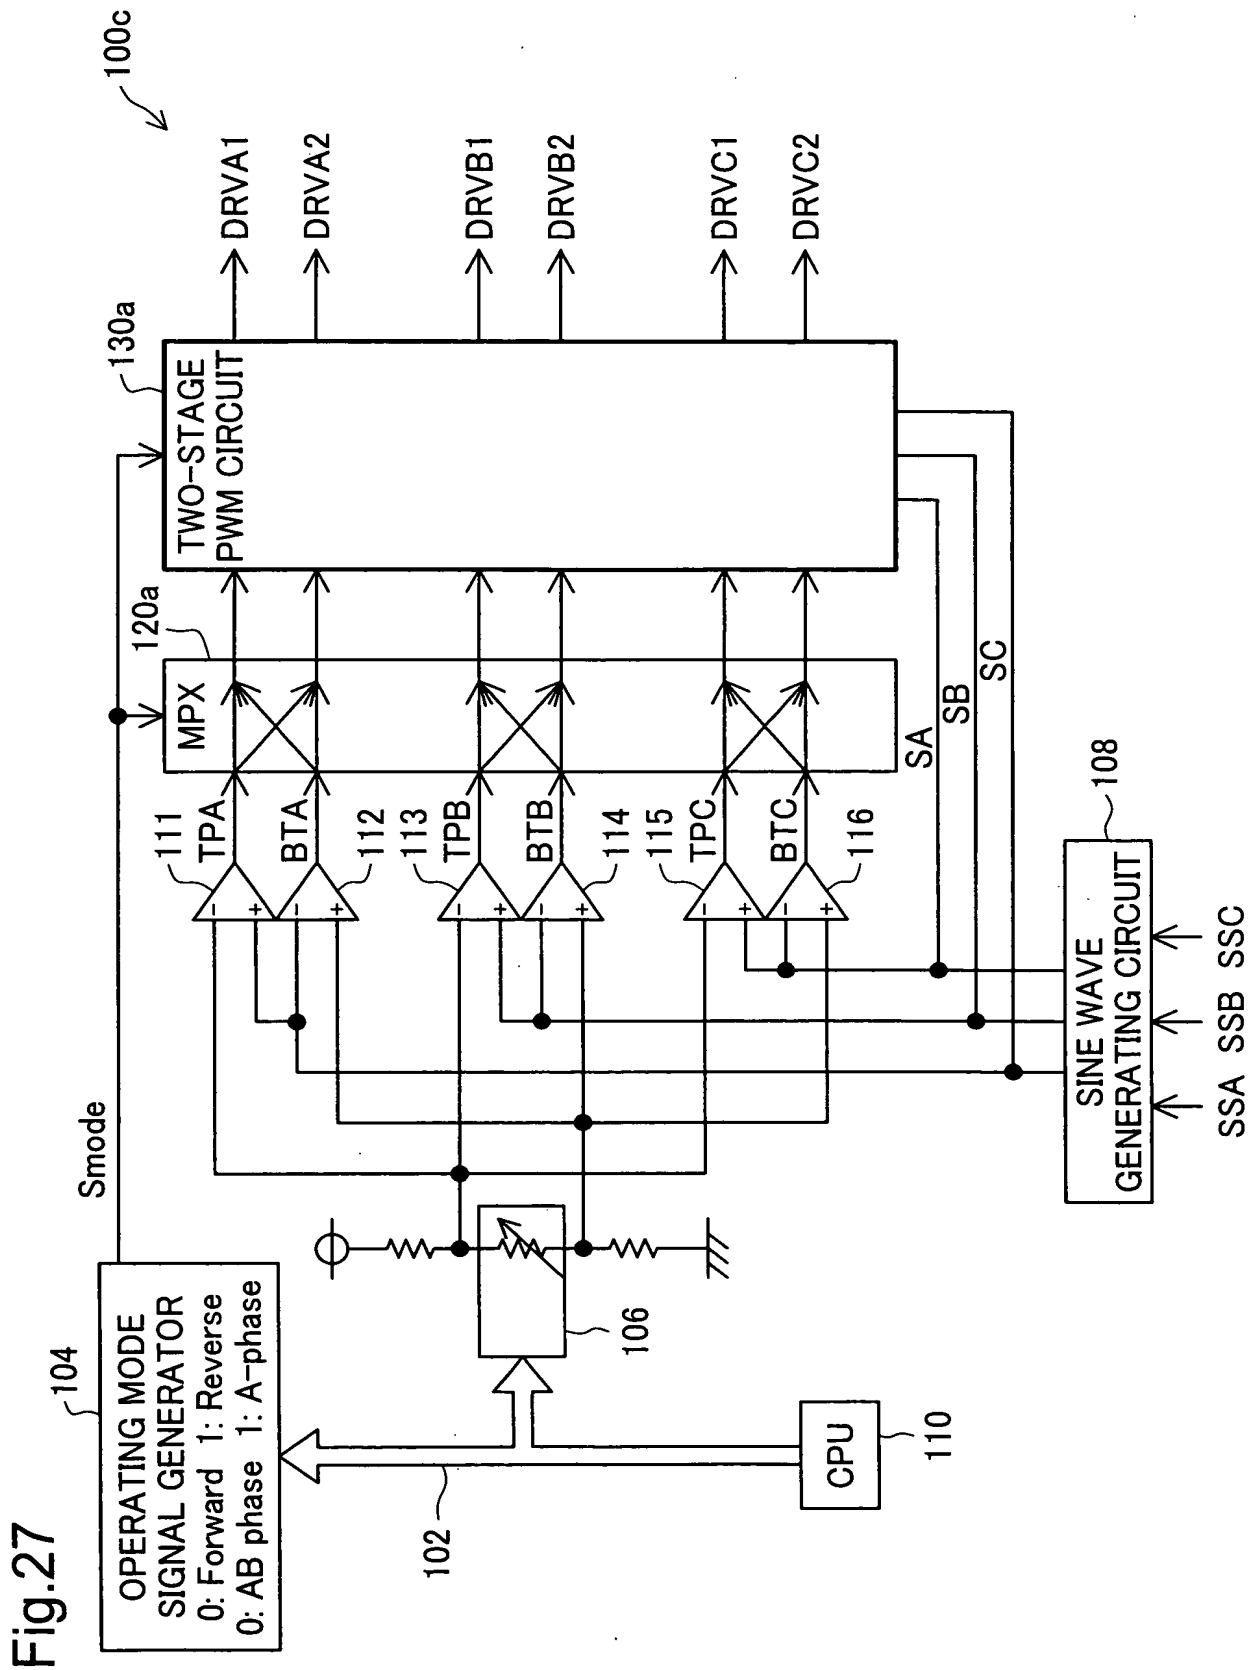 Fig.27
100c
104
OPERATING MODE
SIGNAL GENERATOR
0: Forward 1: Reverse
0: AB phase 1: A-phase
Smode
120a
MPX
130a
TWO-STAGE
PWM CIRCUIT
111
TPA
DRVA1
BTA
DRVA2
112
113
TPB
DRVB1
BTB
DRVB2
114
115
TPC
DRVC1
BTC
DRVC2
116
- + - +
- + - +
- + - +
106
102
CPU
110
SA
SB
SC
108
SINE WAVE
GENERATING CIRCUIT
SSA SSB SSC